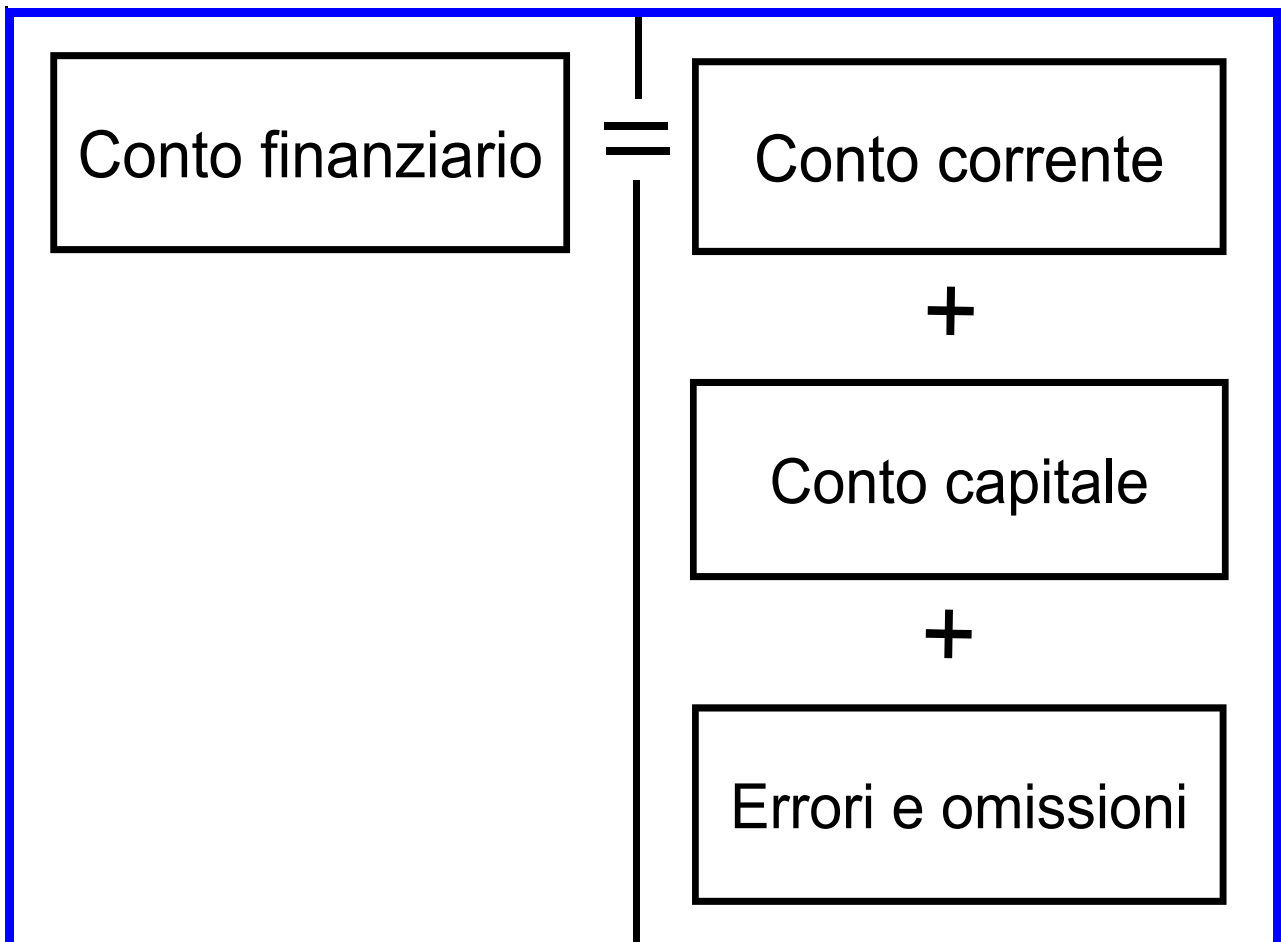 Conto finanziario
=
Conto corrente
+
Conto capitale
+
Errori e omissioni